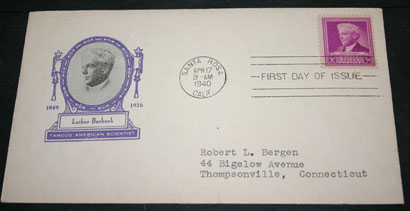 SANTA ROSA
APR 17
8-AM
1940
CALIF.
FIRST DAY OF ISSUE
1849 1926
Luther Burbank
FAMOUS AMERICAN SCIENTIST
Robert L. Bergen
44 Bigelow Avenue
Thompsonville, Connecticut